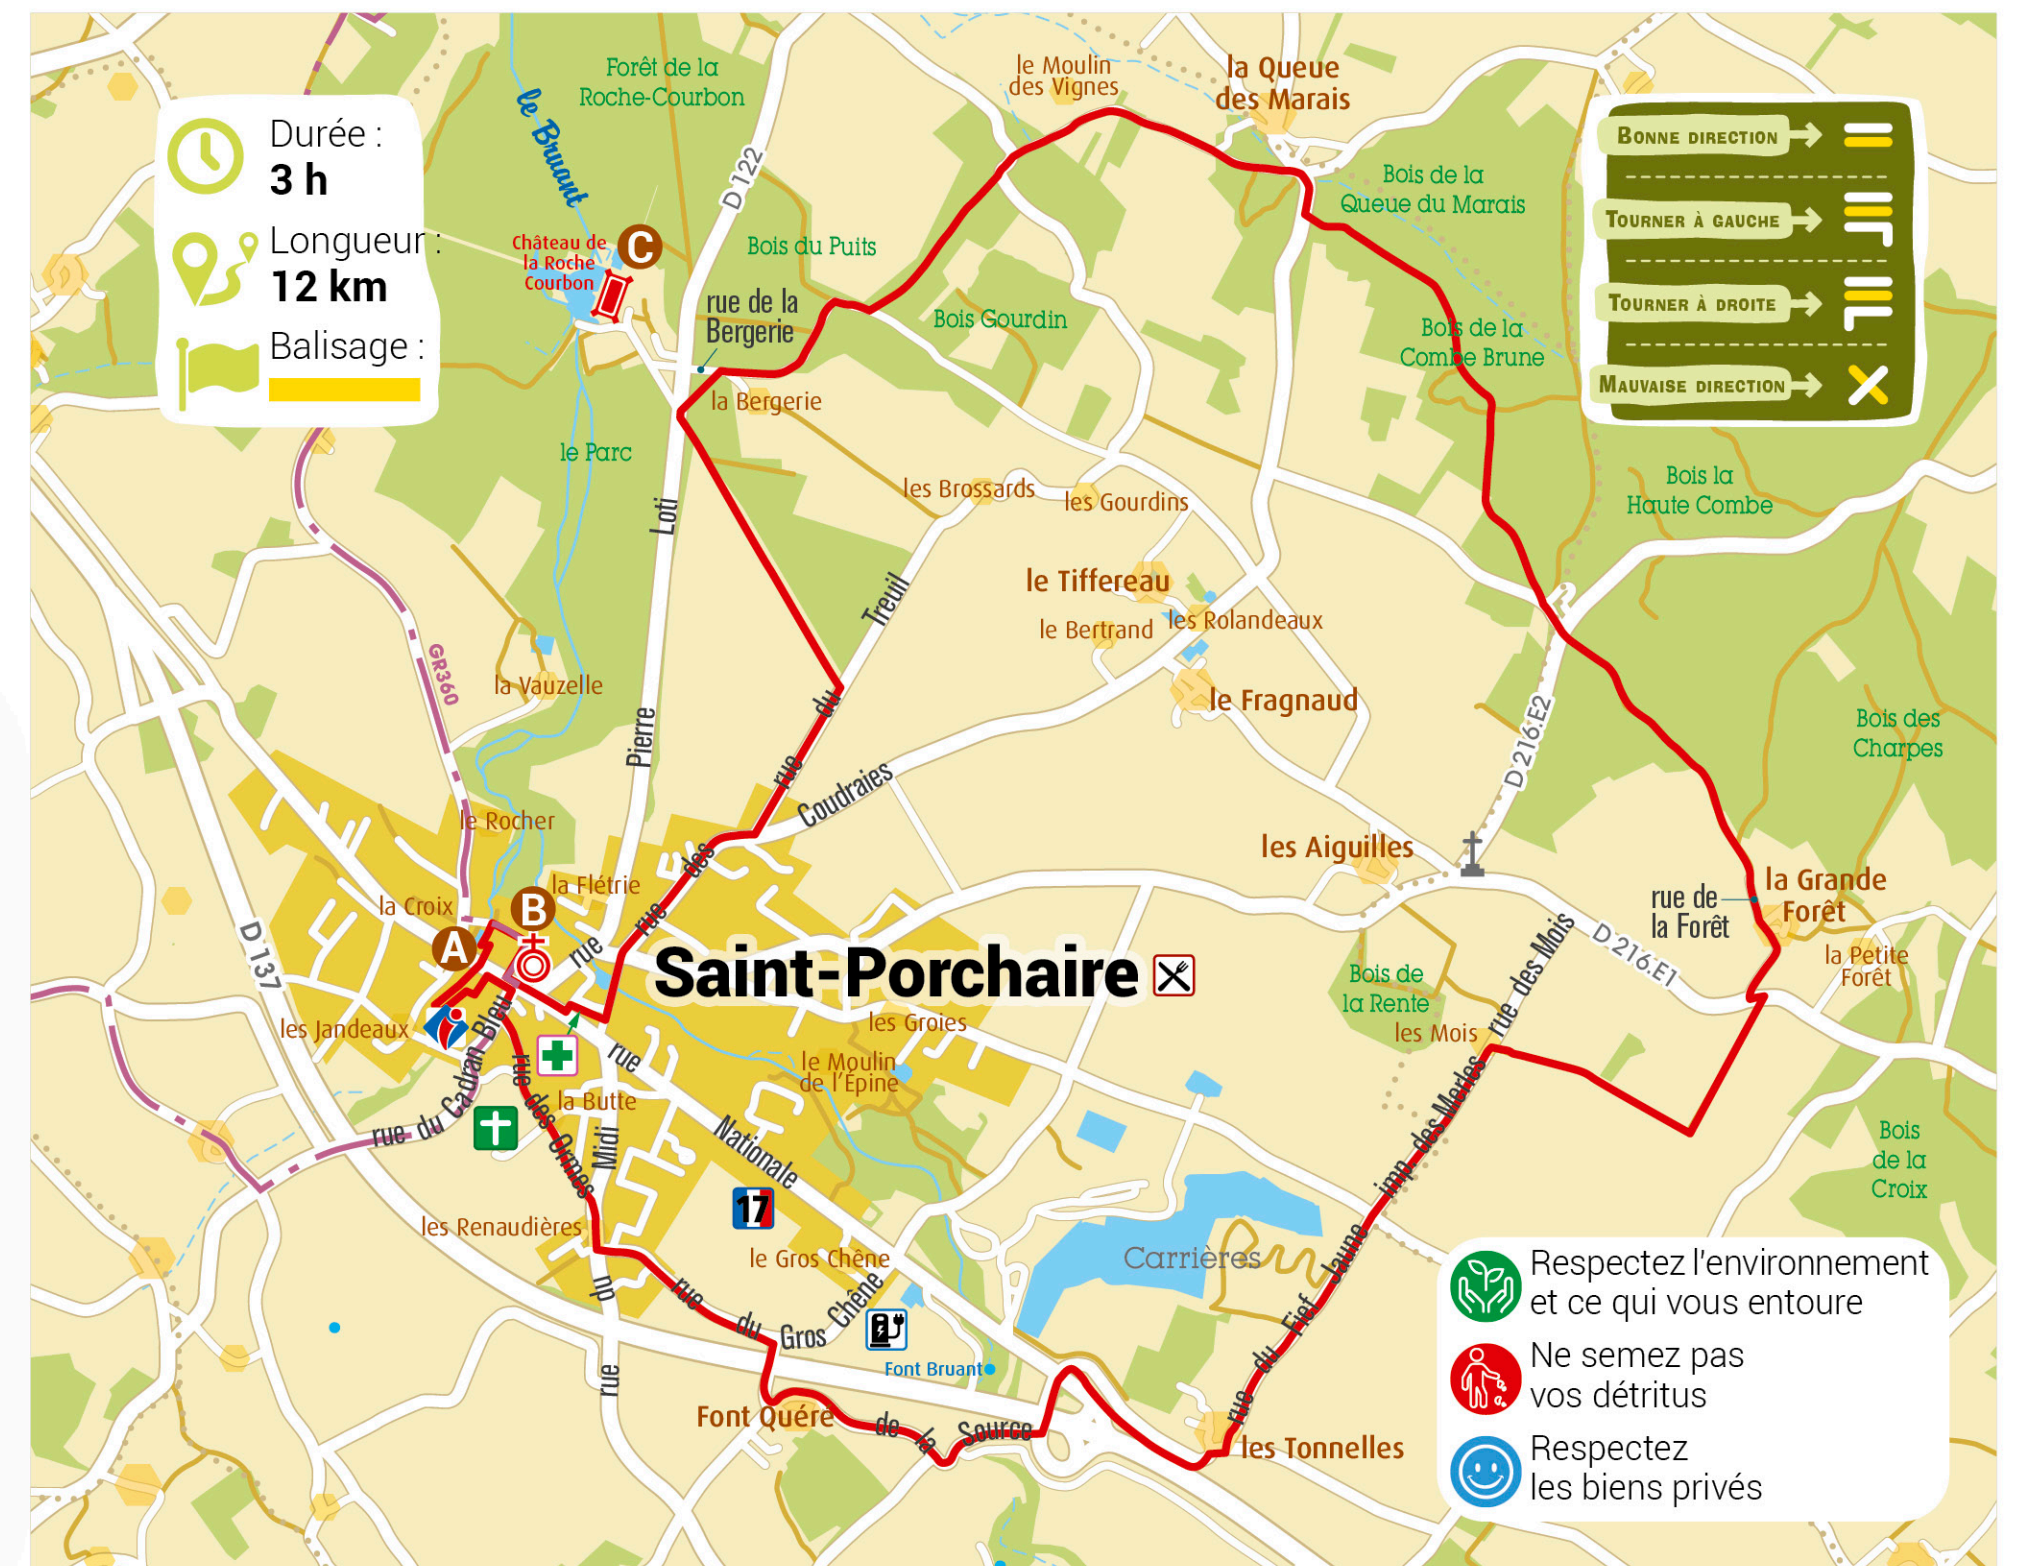 Durée :
3 h
Longueur :
12 km
Balisage :
BONNE DIRECTION
TOURNER À GAUCHE
TOURNER À DROITE
MAUVAISE DIRECTION
Forêt de la
Roche-Courbon
le Bruant
D 122
le Moulin
des Vignes
la Queue
des Marais
Bois de la
Queue du Marais
Château de
la Roche
Courbon
C
Bois du Puits
rue de la
Bergerie
Bois Gourdin
Bois de la
Combe Brune
la Bergerie
le Parc
les Brossards
les Gourdins
Bois la
Haute Combe
Loti
Pierre
rue
Treuil
du
rue
le Tiffereau
le Bertrand
les Rolandeaux
le Fragnaud
GR360
la Vauzelle
D 216.E2
Bois des
Charpes
Coudraies
des
rue
le Rocher
la Flétrie
la Croix
B
A
les Aiguilles
la Grande
Forêt
rue de
la Forêt
la Petite
Forêt
D 137
Saint-Porchaire
D 216.E1
Bois de
la Rente
les Mois
rue des Mois
les Jandeaux
les Groies
le Moulin
de l'Épine
rue du Cadran Bleu
rue des Ormes
la Butte
rue
Nationale
Midi
du
rue
imp. des Merles
Bois
de la
Croix
17
les Renaudières
le Gros Chêne
rue du Gros Chêne
Carrières
rue du Fief Jaune
Font Bruant
Font Quéré
de la Source
les Tonnelles
Respectez l'environnement
et ce qui vous entoure
Ne semez pas
vos détritus
Respectez
les biens privés